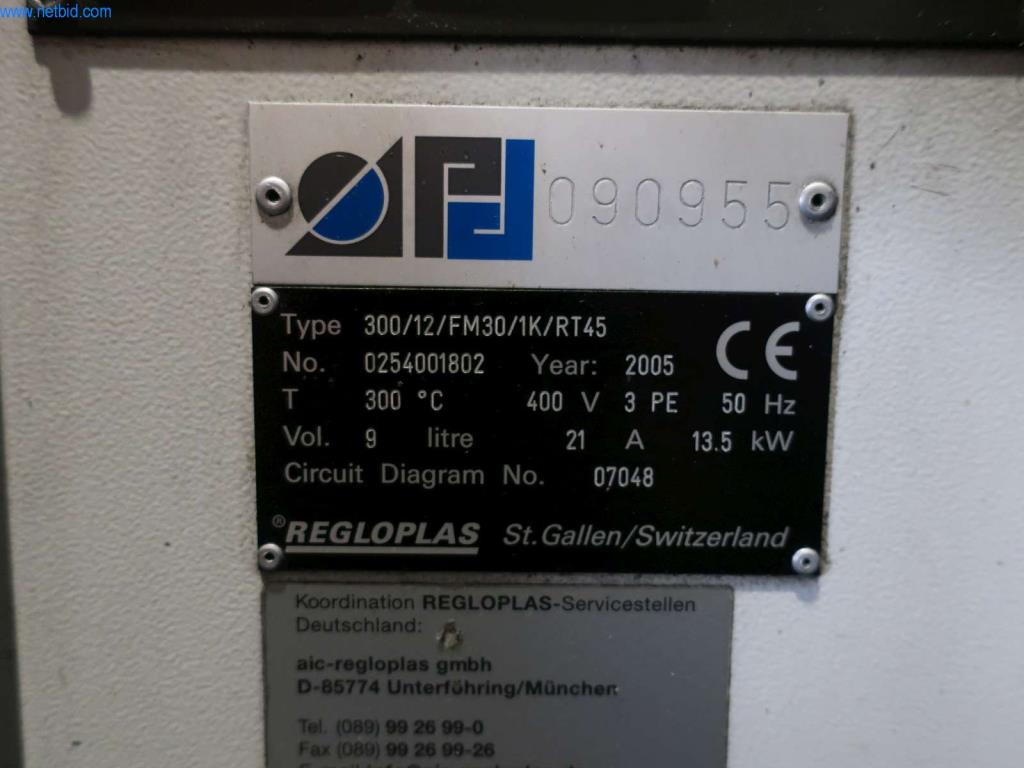 www.netbid.com
090955
Type 300/12/FM30/1K/RT45
No. 0254001802 Year: 2005 CE
T 300 °C 400 V 3 PE 50 Hz
Vol. 9 litre 21 A 13.5 kW
Circuit Diagram No. 07048
®REGLOPLAS St.Gallen/Switzerland
Koordination REGLOPLAS-Servicestellen
Deutschland:
aic-regloplas gmbh
D-85774 Unterföhring/München
Tel. (089) 99 26 99-0
Fax (089) 99 26 99-26